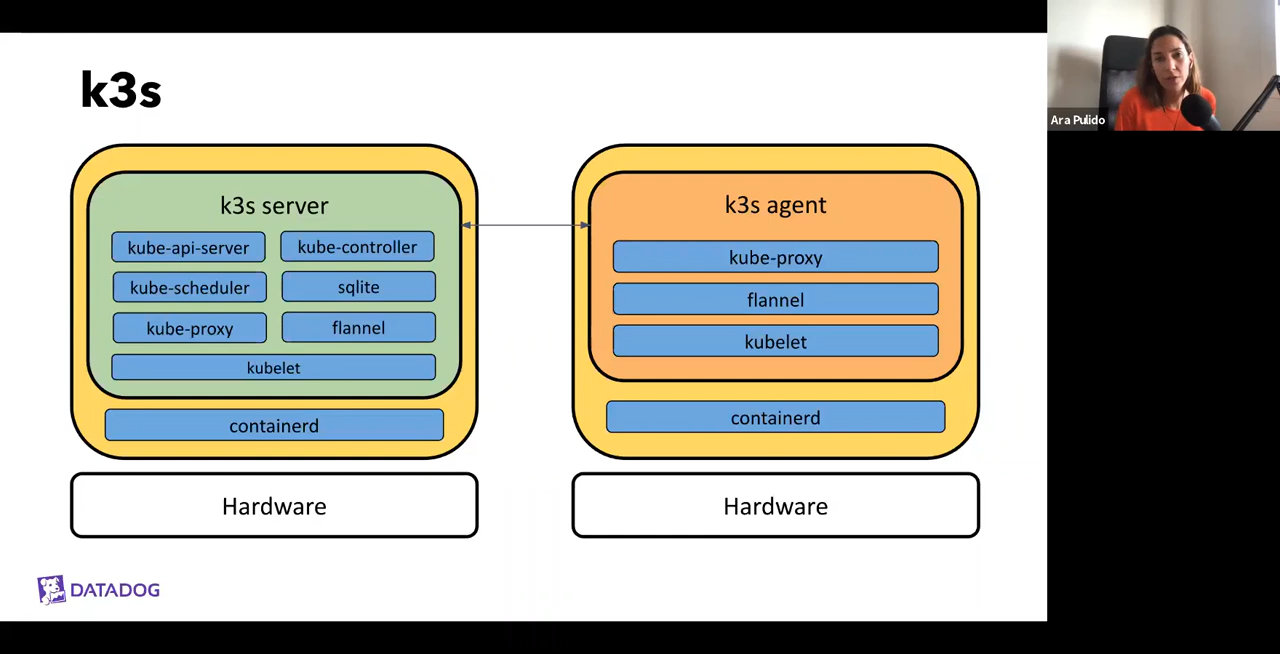 k3s
k3s server
kube-api-server
kube-controller
kube-scheduler
sqlite
kube-proxy
flannel
kubelet
containerd
Hardware
k3s agent
kube-proxy
flannel
kubelet
containerd
Hardware
DATADOG
Ara Pulido